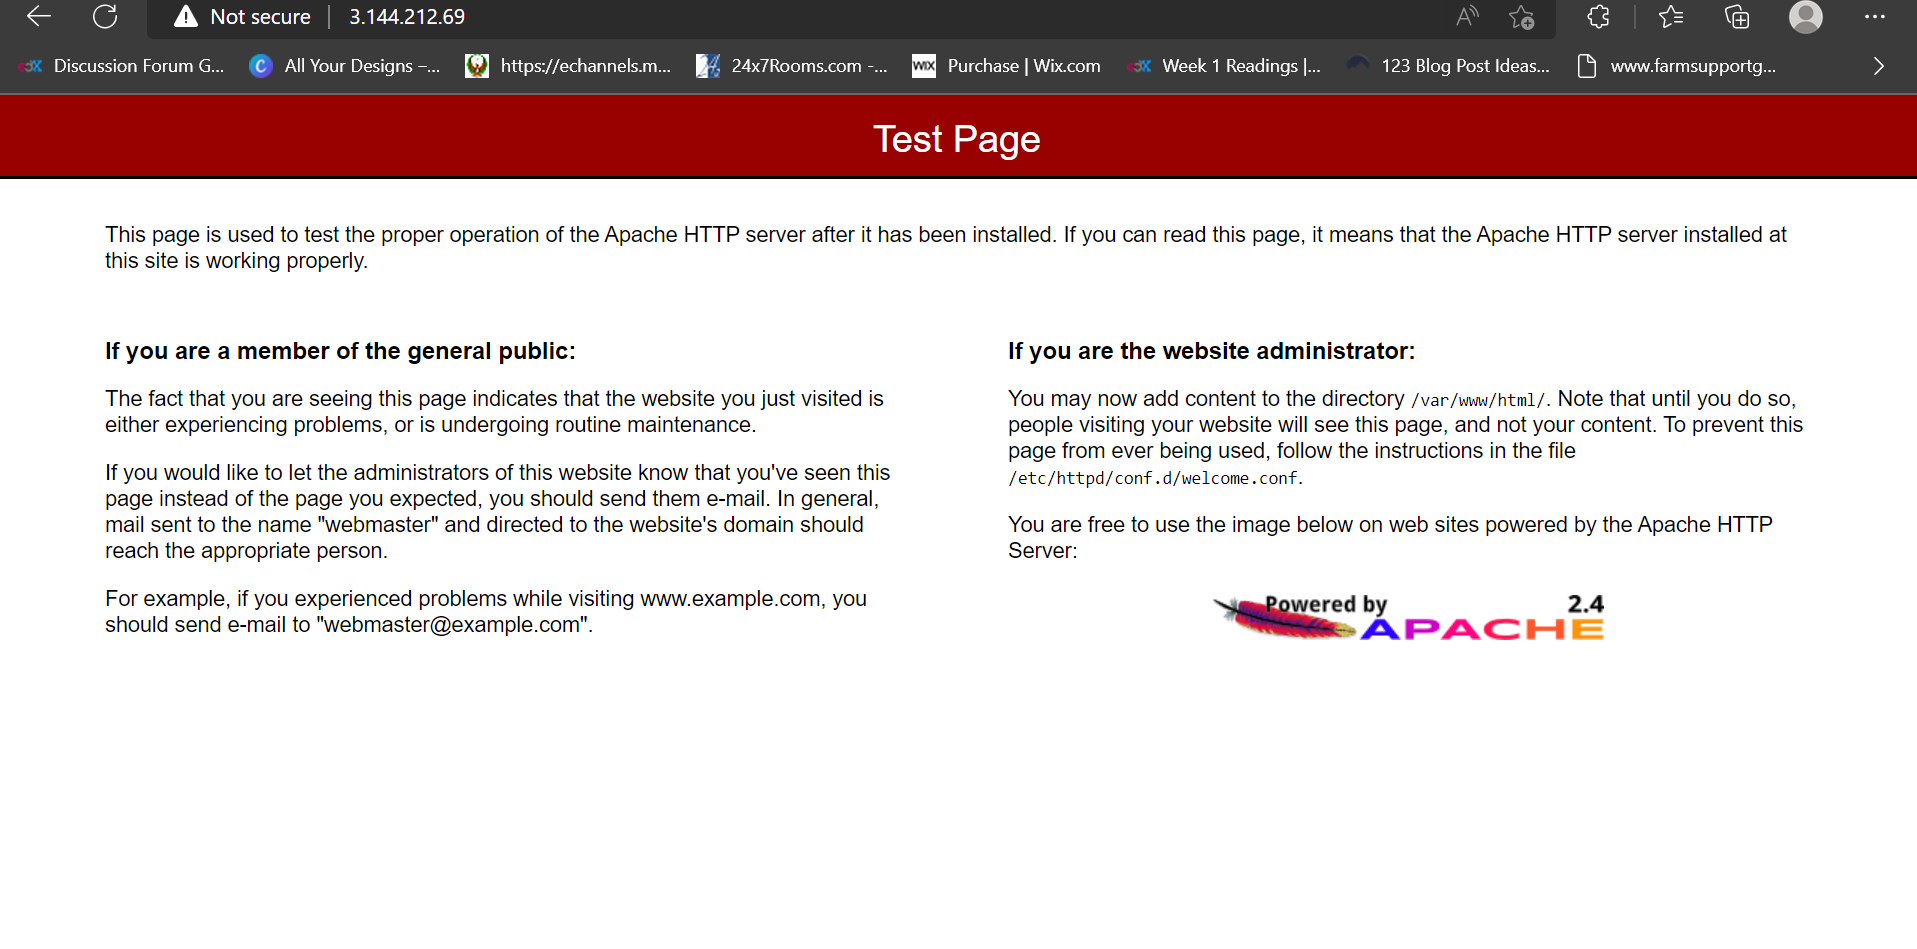 Not secure | 3.144.212.69
Discussion Forum G... All Your Designs –... https://echannels.m... 24x7Rooms.com -... WIX Purchase | Wix.com Week 1 Readings |... 123 Blog Post Ideas... www.farmsupportg...
Test Page
This page is used to test the proper operation of the Apache HTTP server after it has been installed. If you can read this page, it means that the Apache HTTP server installed at
this site is working properly.
If you are a member of the general public:
The fact that you are seeing this page indicates that the website you just visited is
either experiencing problems, or is undergoing routine maintenance.
If you would like to let the administrators of this website know that you've seen this
page instead of the page you expected, you should send them e-mail. In general,
mail sent to the name "webmaster" and directed to the website's domain should
reach the appropriate person.
For example, if you experienced problems while visiting www.example.com, you
should send e-mail to "webmaster@example.com".
If you are the website administrator:
You may now add content to the directory /var/www/html/. Note that until you do so,
people visiting your website will see this page, and not your content. To prevent this
page from ever being used, follow the instructions in the file
/etc/httpd/conf.d/welcome.conf.
You are free to use the image below on web sites powered by the Apache HTTP
Server:
Powered by 2.4
APACHE